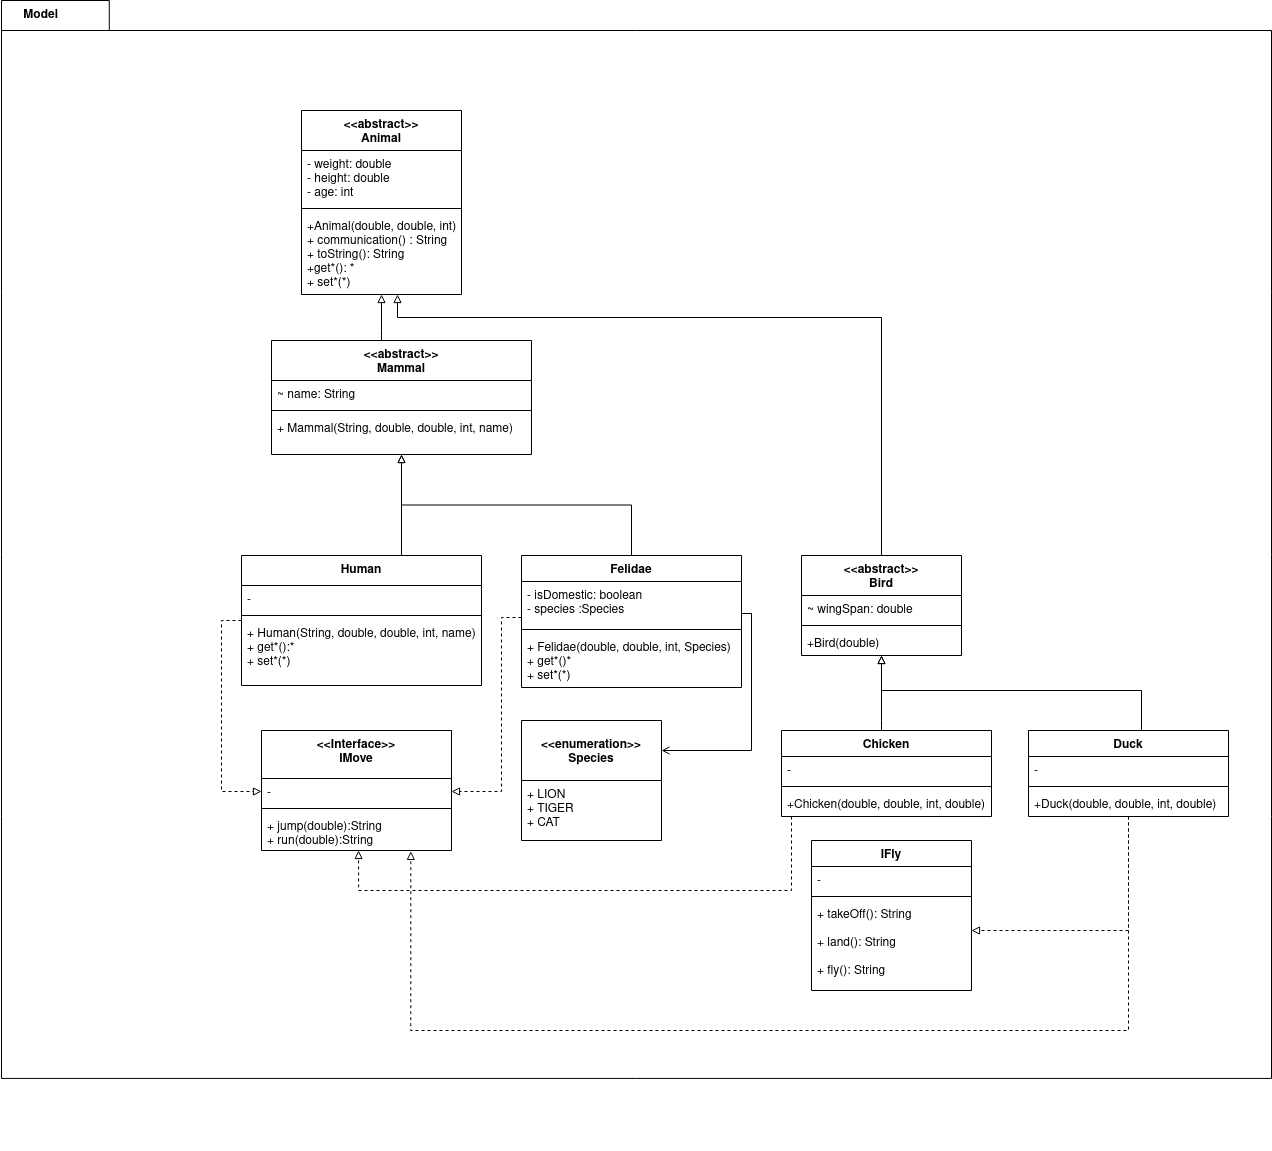 Model
<<abstract>>
Animal
- weight: double
- height: double
- age: int
+Animal(double, double, int)
+ communication() : String
+ toString(): String
+get*(): *
+ set*(*)
<<abstract>>
Mammal
~ name: String
+ Mammal(String, double, double, int, name)
Human
-
+ Human(String, double, double, int, name)
+ get*():*
+ set*(*)
Felidae
- isDomestic: boolean
- species :Species
+ Felidae(double, double, int, Species)
+ get*()*
+ set*(*)
<<abstract>>
Bird
~ wingSpan: double
+Bird(double)
<<Interface>>
IMove
-
+ jump(double):String
+ run(double):String
<<enumeration>>
Species
+ LION
+ TIGER
+ CAT
Chicken
-
+Chicken(double, double, int, double)
Duck
-
+Duck(double, double, int, double)
IFly
-
+ takeOff(): String
+ land(): String
+ fly(): String